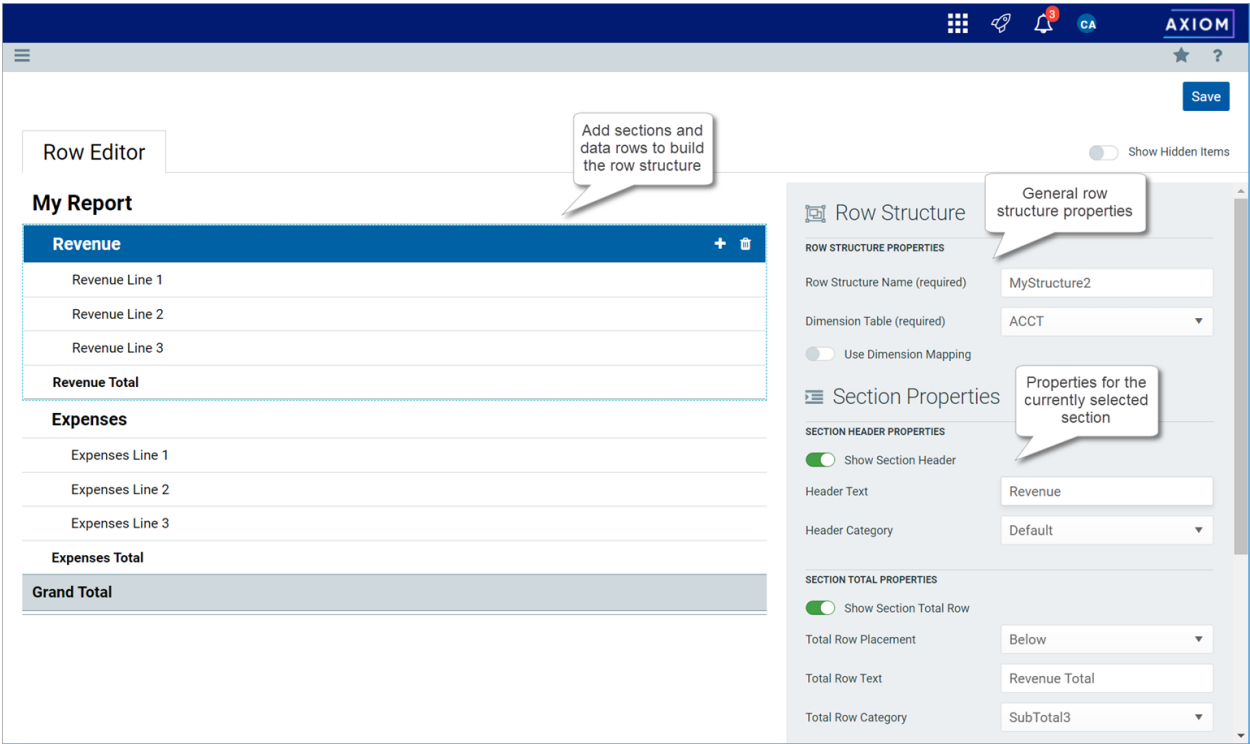 3
CA
AXIOM
?
Save
Row Editor
Add sections and
data rows to build
the row structure
Show Hidden Items
My Report
Revenue
Revenue Line 1
Revenue Line 2
Revenue Line 3
Revenue Total
Expenses
Expenses Line 1
Expenses Line 2
Expenses Line 3
Expenses Total
Grand Total
Row Structure
General row
structure properties
ROW STRUCTURE PROPERTIES
Row Structure Name (required) MyStructure2
Dimension Table (required) ACCT
Use Dimension Mapping
Section Properties
Properties for the
currently selected
section
SECTION HEADER PROPERTIES
Show Section Header
Header Text Revenue
Header Category Default
SECTION TOTAL PROPERTIES
Show Section Total Row
Total Row Placement Below
Total Row Text Revenue Total
Total Row Category SubTotal3